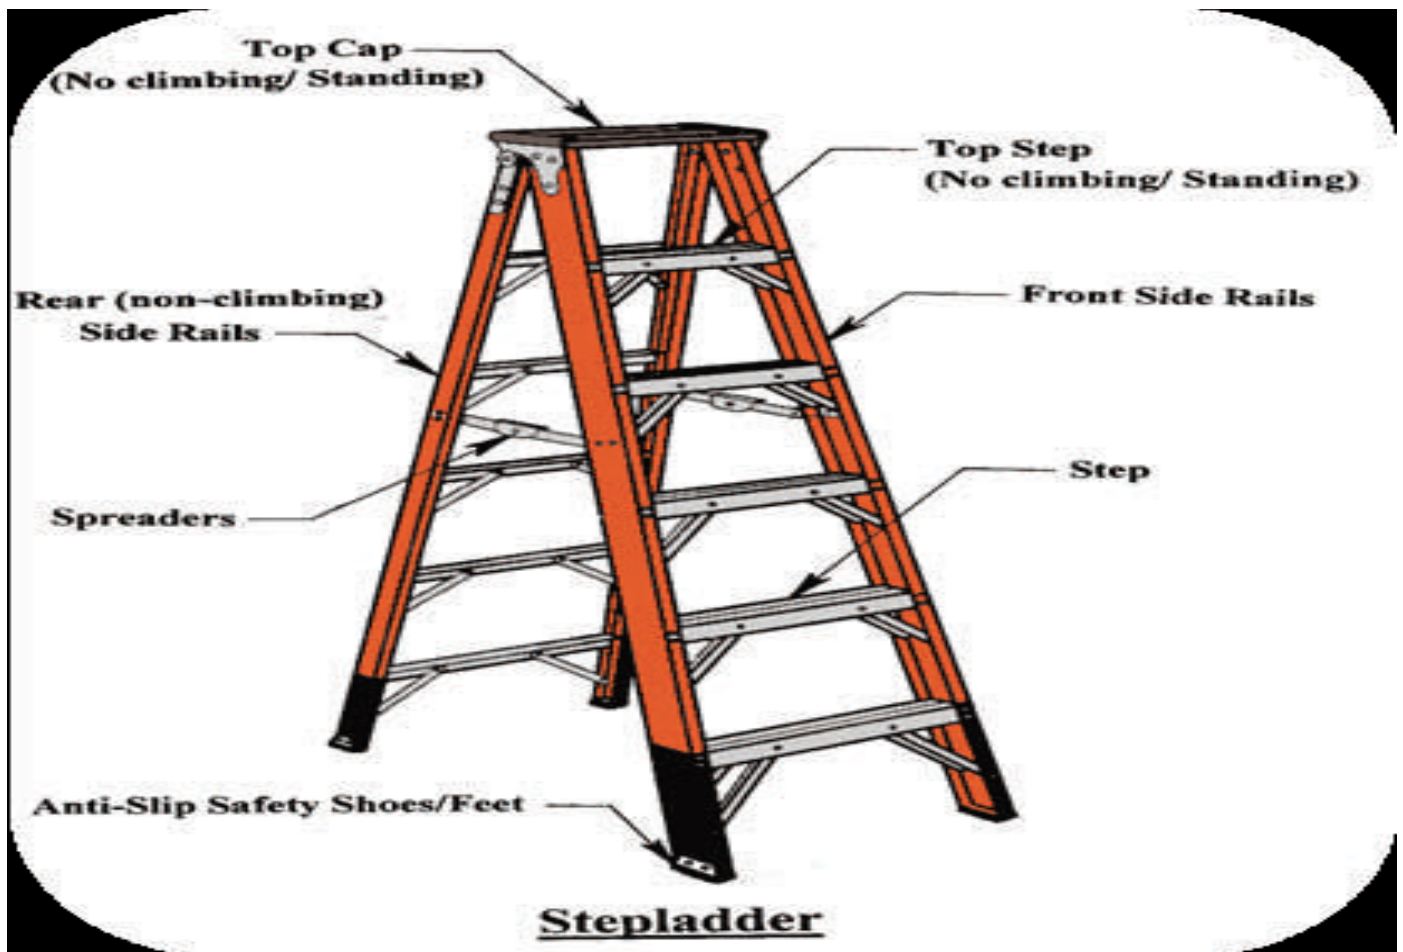 Top Cap
(No climbing/ Standing)
Top Step
(No climbing/ Standing)
Rear (non-climbing)
Side Rails
Front Side Rails
Step
Spreaders
Anti-Slip Safety Shoes/Feet
Stepladder